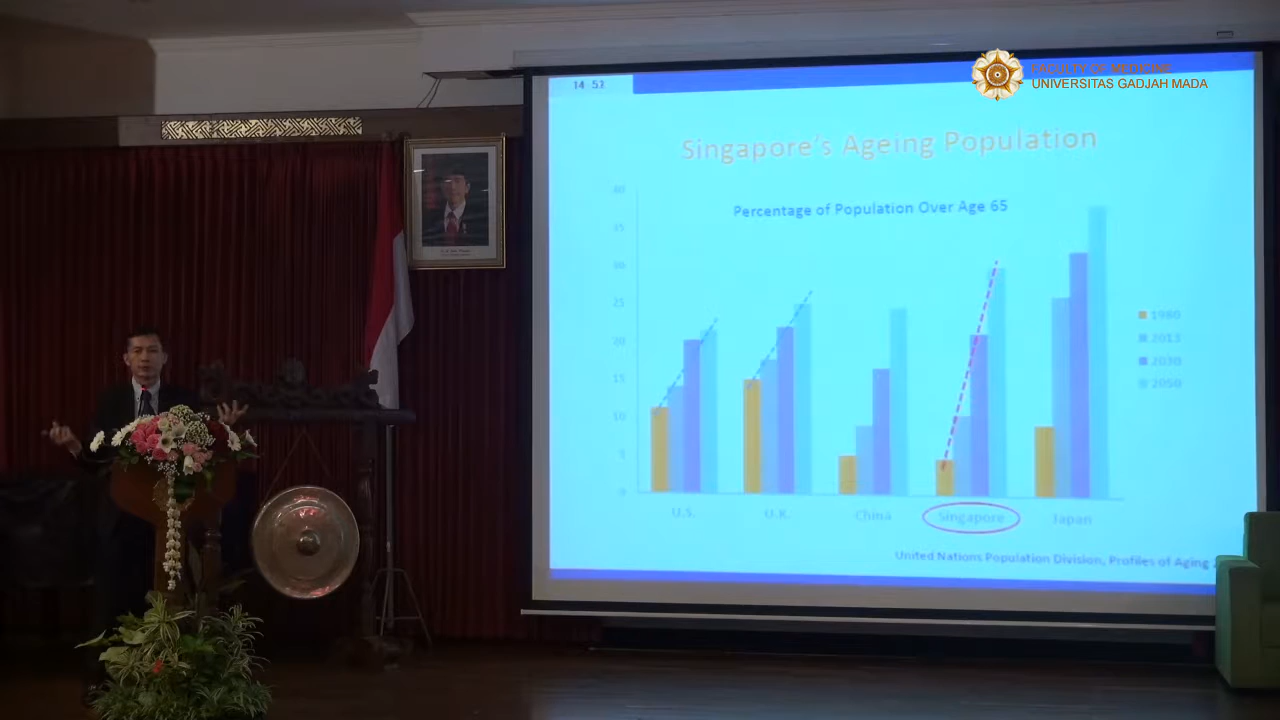 14 52
FACULTY OF MEDICINE
UNIVERSITAS GADJAH MADA
Singapore's Ageing Population
Percentage of Population Over Age 65
40
35
30
25
20
15
10
5
0
1980
2013
2030
2050
U.S.
U.K.
China
Singapore
Japan
United Nations Population Division, Profiles of Aging